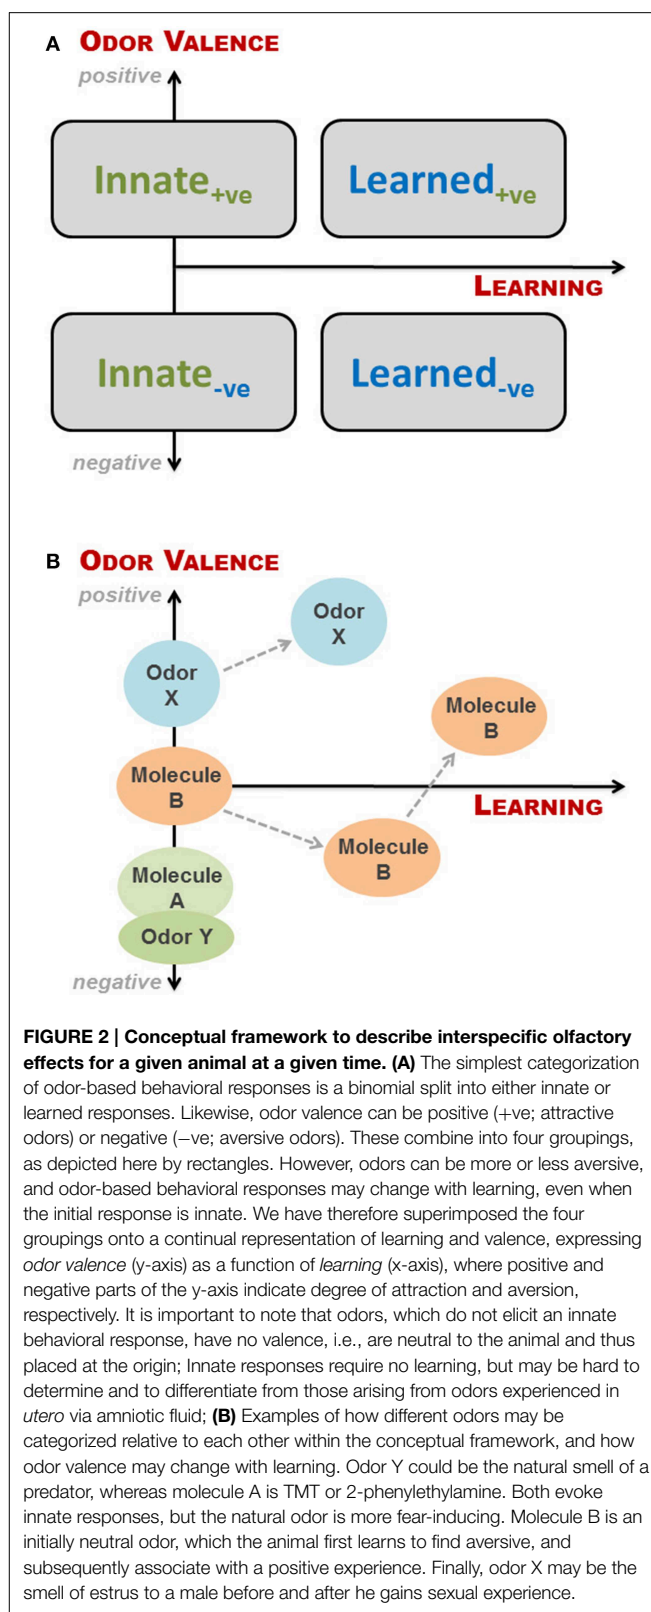 A ODOR VALENCE
positive
Innate+ve
Learned+ve
LEARNING
Innate-ve
Learned-ve
negative
B ODOR VALENCE
positive
Odor
X
Odor
X
Molecule
B
Molecule
B
LEARNING
Molecule
B
Molecule
A
Odor Y
negative
FIGURE 2 | Conceptual framework to describe interspecific olfactory
effects for a given animal at a given time. (A) The simplest categorization
of odor-based behavioral responses is a binomial split into either innate or
learned responses. Likewise, odor valence can be positive (+ve; attractive
odors) or negative (−ve; aversive odors). These combine into four groupings,
as depicted here by rectangles. However, odors can be more or less aversive,
and odor-based behavioral responses may change with learning, even when
the initial response is innate. We have therefore superimposed the four
groupings onto a continual representation of learning and valence, expressing
odor valence (y-axis) as a function of learning (x-axis), where positive and
negative parts of the y-axis indicate degree of attraction and aversion,
respectively. It is important to note that odors, which do not elicit an innate
behavioral response, have no valence, i.e., are neutral to the animal and thus
placed at the origin; Innate responses require no learning, but may be hard to
determine and to differentiate from those arising from odors experienced in
utero via amniotic fluid; (B) Examples of how different odors may be
categorized relative to each other within the conceptual framework, and how
odor valence may change with learning. Odor Y could be the natural smell of a
predator, whereas molecule A is TMT or 2-phenylethylamine. Both evoke
innate responses, but the natural odor is more fear-inducing. Molecule B is an
initially neutral odor, which the animal first learns to find aversive, and
subsequently associate with a positive experience. Finally, odor X may be the
smell of estrus to a male before and after he gains sexual experience.